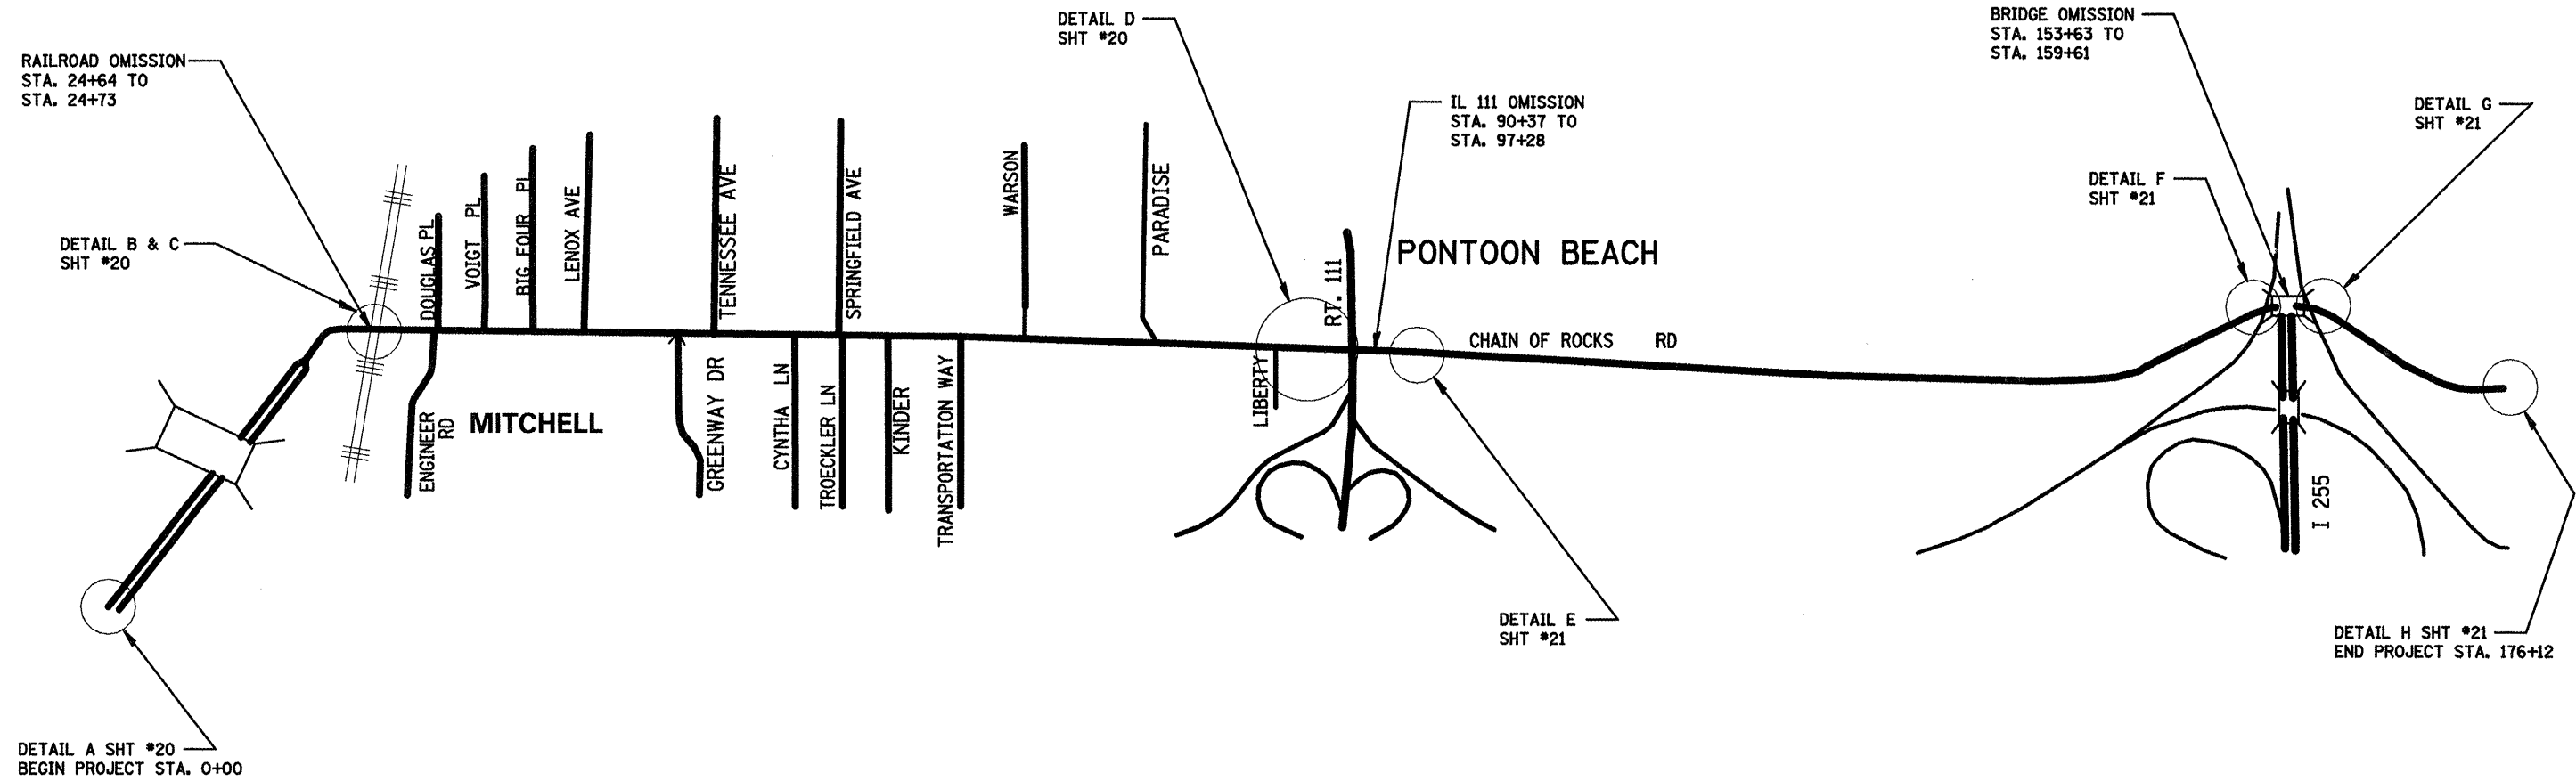 DETAIL D
SHT #20
BRIDGE OMISSION
STA. 153+63 TO
STA. 159+61
RAILROAD OMISSION
STA. 24+64 TO
STA. 24+73
IL 111 OMISSION
STA. 90+37 TO
STA. 97+28
DETAIL G
SHT #21
DETAIL F
SHT #21
DETAIL B & C
SHT #20
DOUGLAS PL
VOIGT PL
BIG FOUR PL
LENOX AVE
TENNESSEE AVE
SPRINGFIELD AVE
WARSON
PARADISE
RT. 111
PONTOON BEACH
CHAIN OF ROCKS RD
ENGINEER
RD
MITCHELL
GREENWAY DR
CYNTHA LN
TROECKLER LN
KINDER
TRANSPORTATION WAY
LIBERTY
I 255
DETAIL E
SHT #21
DETAIL H SHT #21
END PROJECT STA. 176+12
DETAIL A SHT #20
BEGIN PROJECT STA. 0+00